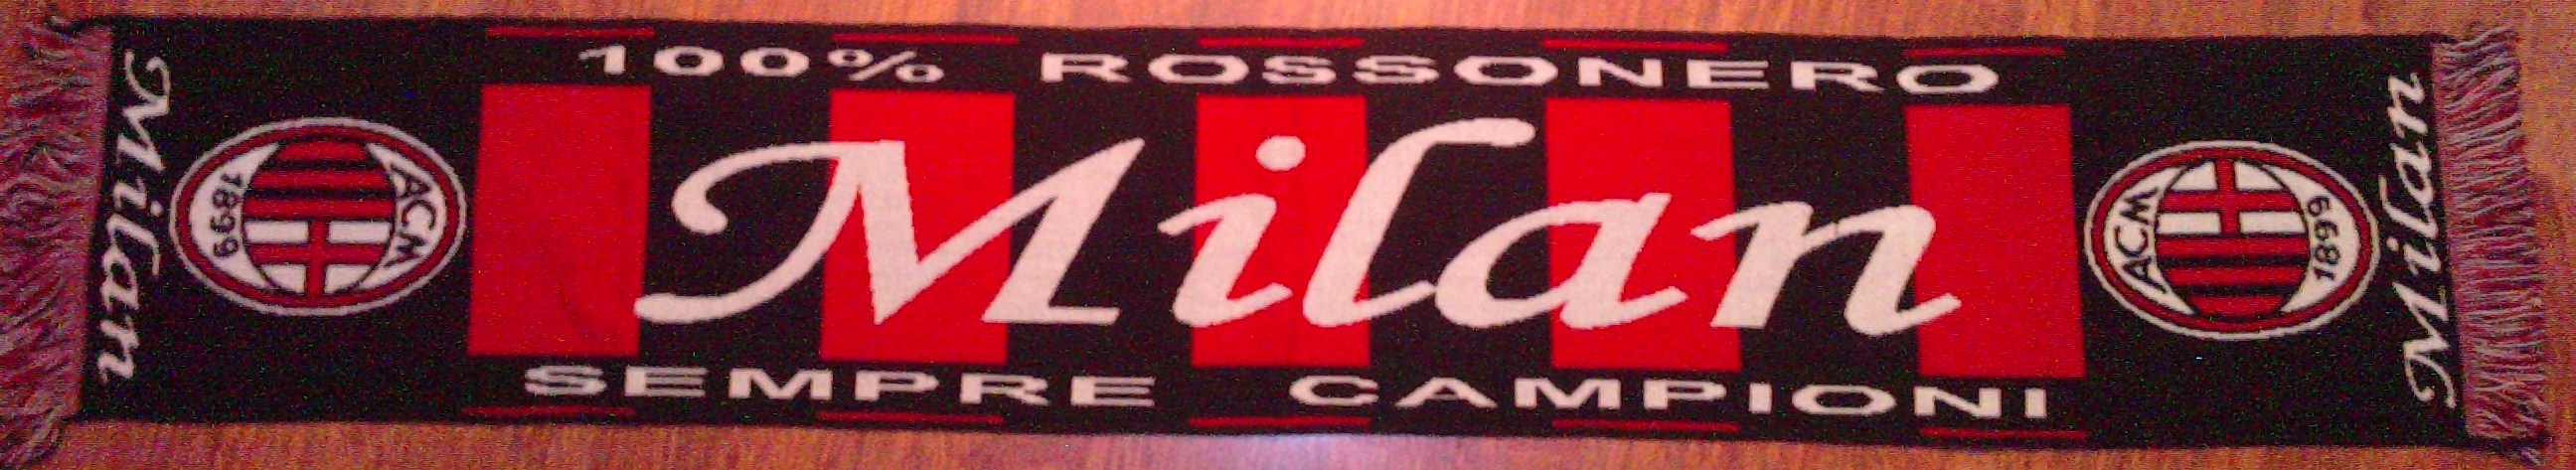 100% ROSSONERO
Milan
ACM
1899
Milan
ACM
1899
Milan
SEMPRE CAMPIONI